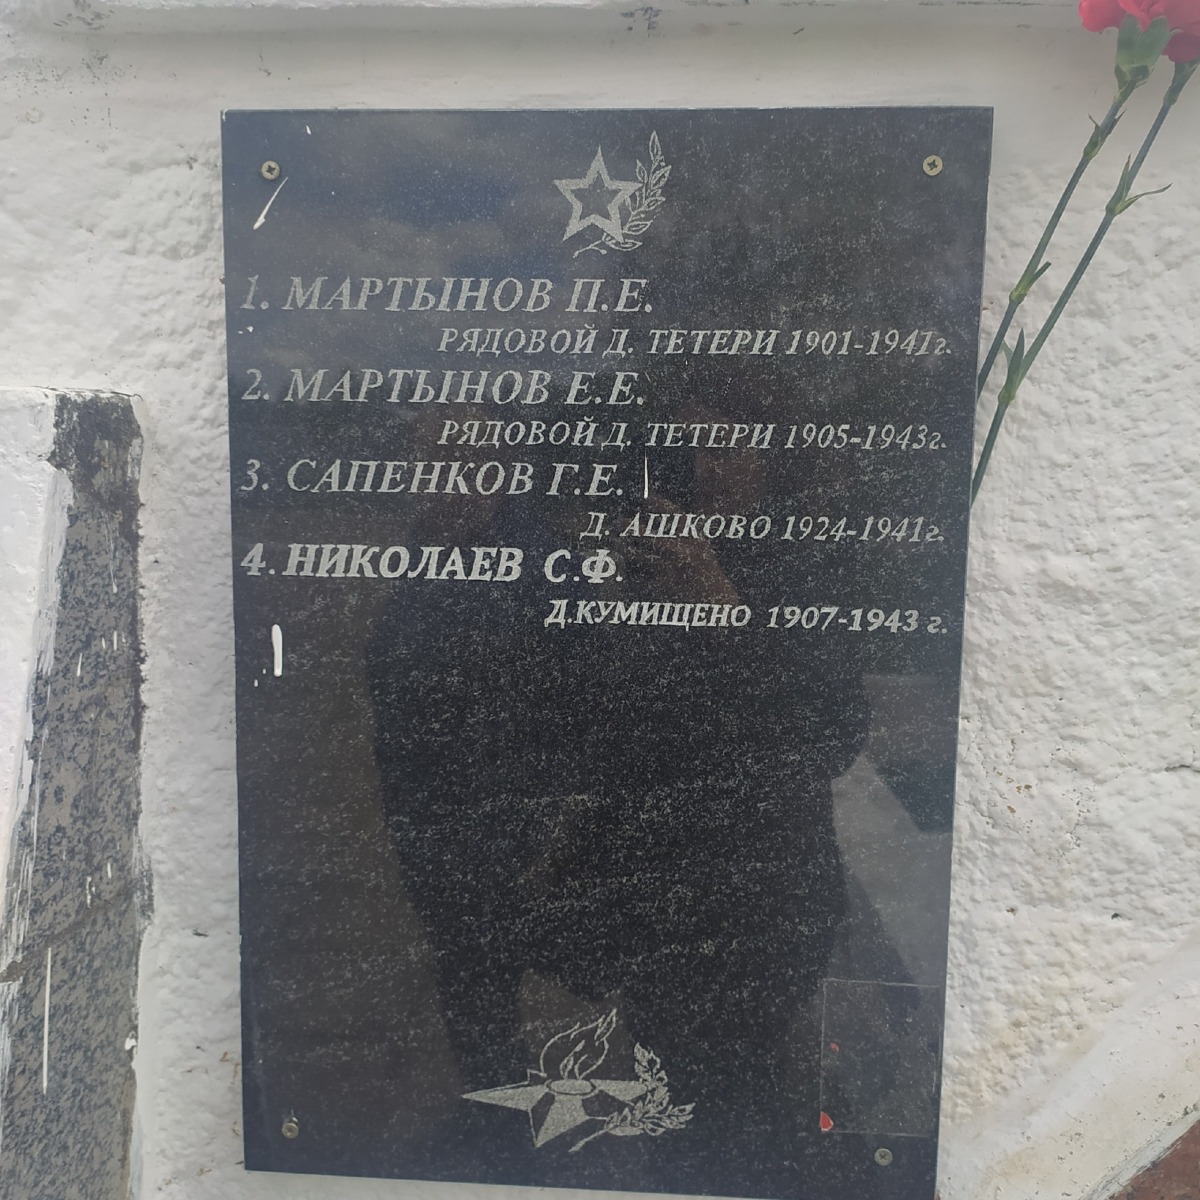 1. МАРТЫНОВ П.Е.
РЯДОВОЙ Д. ТЕТЕРИ 1901-1941г.
2. МАРТЫНОВ Е.Е.
РЯДОВОЙ Д. ТЕТЕРИ 1905-1943г.
3. САПЕНКОВ Г.Е.
Д. АШКОВО 1924-1941г.
4. НИКОЛАЕВ С.Ф.
Д.КУМИЩЕНО 1907-1943 г.